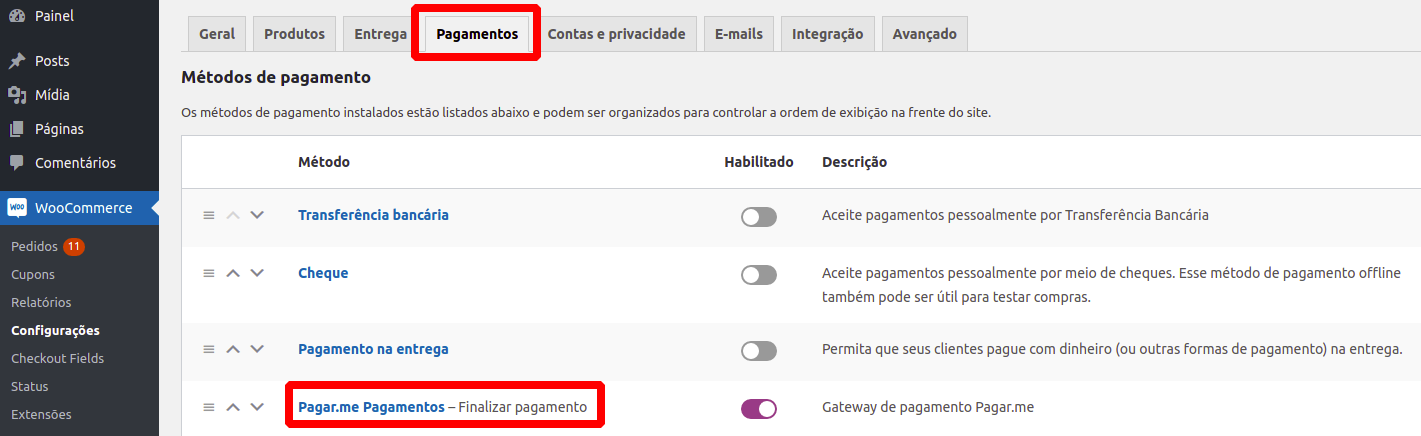 Painel
Posts
Mídia
Páginas
Comentários
woo WooCommerce
Pedidos 11
Cupons
Relatórios
Configurações
Checkout Fields
Status
Extensões
Geral Produtos Entrega Pagamentos Contas e privacidade E-mails Integração Avançado
Métodos de pagamento
Os métodos de pagamento instalados estão listados abaixo e podem ser organizados para controlar a ordem de exibição na frente do site.
Método Habilitado Descrição
Transferência bancária Aceite pagamentos pessoalmente por Transferência Bancária
Cheque Aceite pagamentos pessoalmente por meio de cheques. Esse método de pagamento offline
também pode ser útil para testar compras.
Pagamento na entrega Permita que seus clientes pague com dinheiro (ou outras formas de pagamento) na entrega.
Pagar.me Pagamentos – Finalizar pagamento Gateway de pagamento Pagar.me